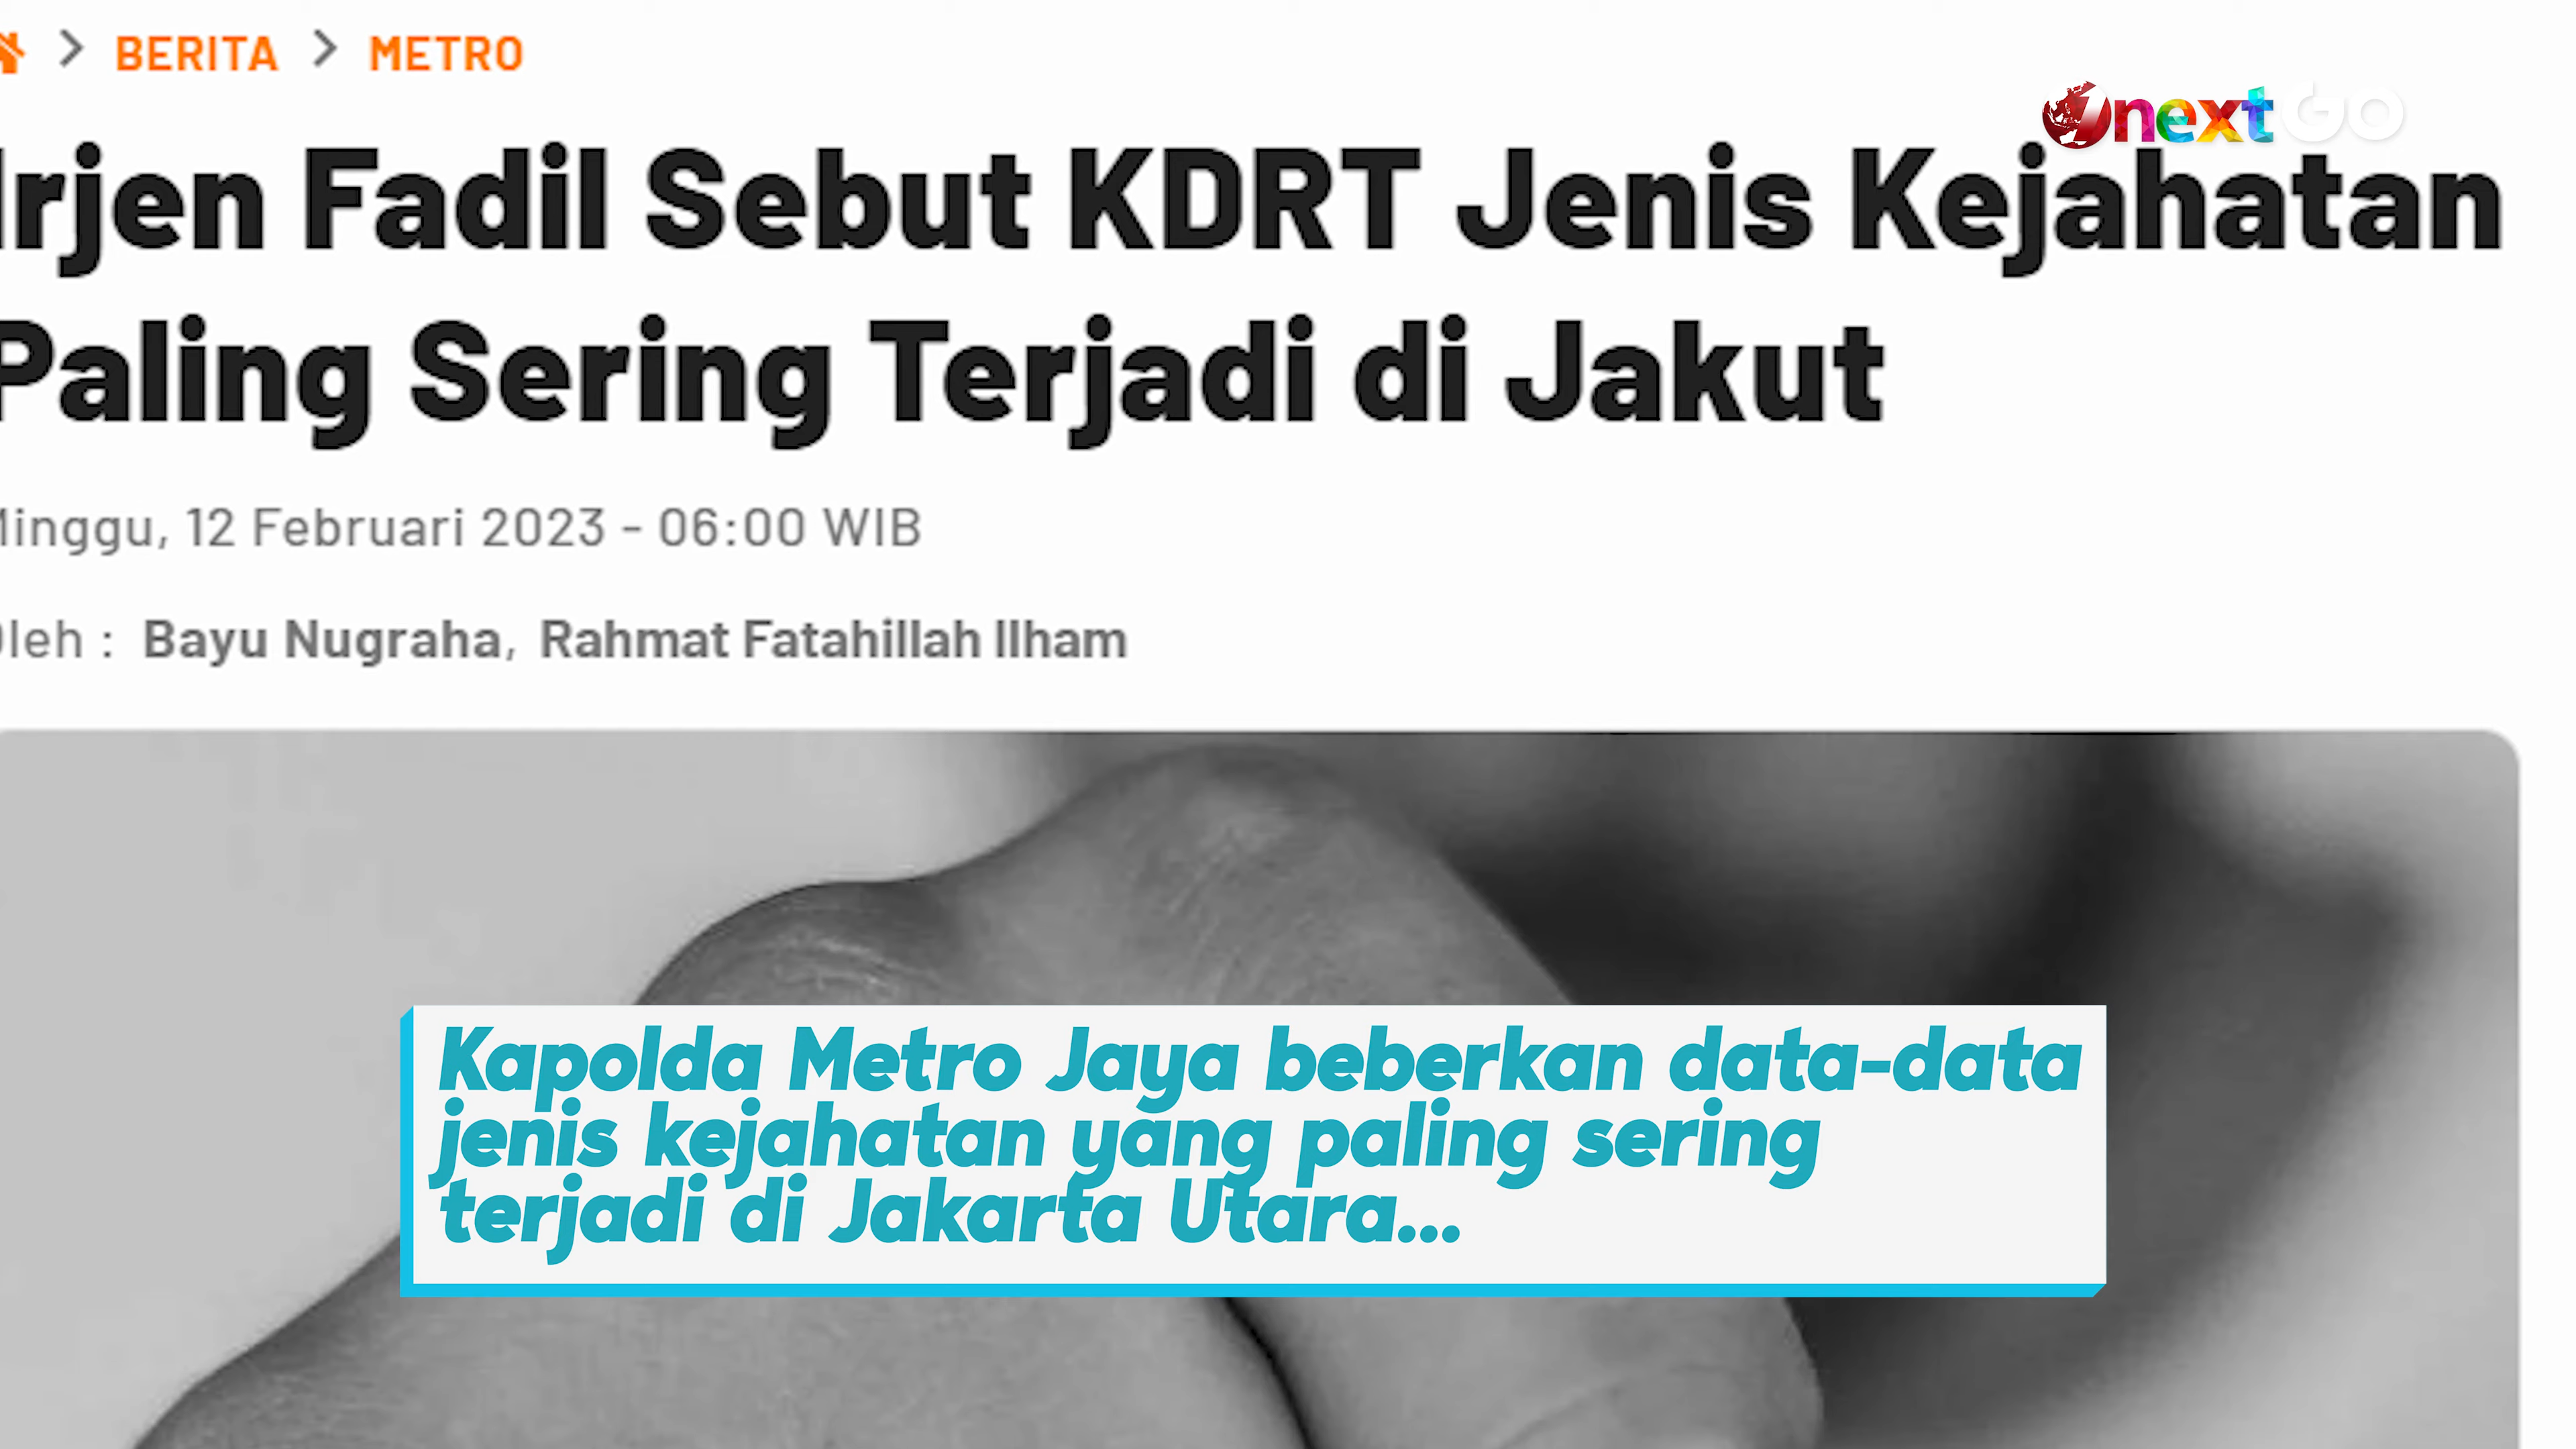 BERITA > METRO
next GO
Irjen Fadil Sebut KDRT Jenis Kejahatan
Paling Sering Terjadi di Jakut
Minggu, 12 Februari 2023 - 06:00 WIB
Oleh : Bayu Nugraha, Rahmat Fatahillah Ilham
Kapolda Metro Jaya beberkan data-data
jenis kejahatan yang paling sering
terjadi di Jakarta Utara...